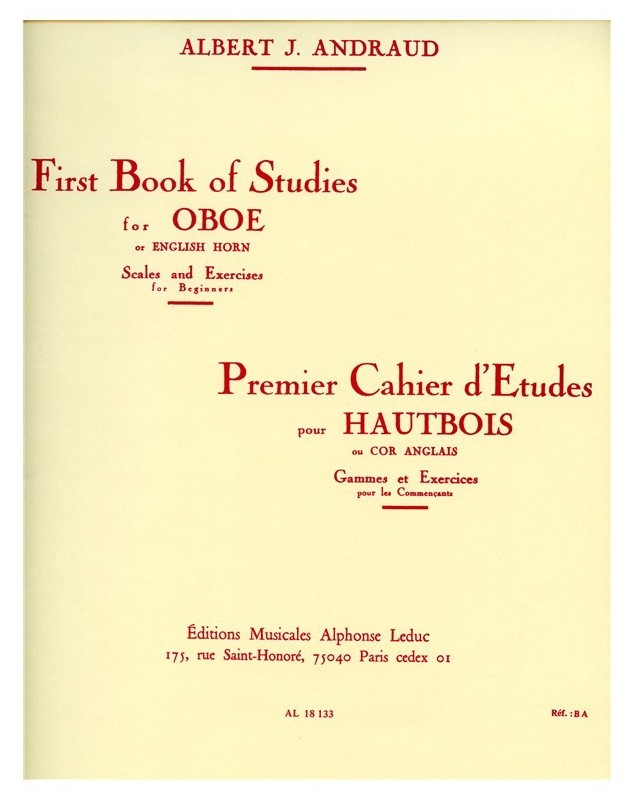 ALBERT J. ANDRAUD
First Book of Studies
for OBOE
or ENGLISH HORN
Scales and Exercises
for Beginners
Premier Cahier d'Etudes
pour HAUTBOIS
ou COR ANGLAIS
Gammes et Exercices
pour les Commençants
Éditions Musicales Alphonse Leduc
175, rue Saint-Honoré, 75040 Paris cedex 01
AL 18 133
Réf. : BA